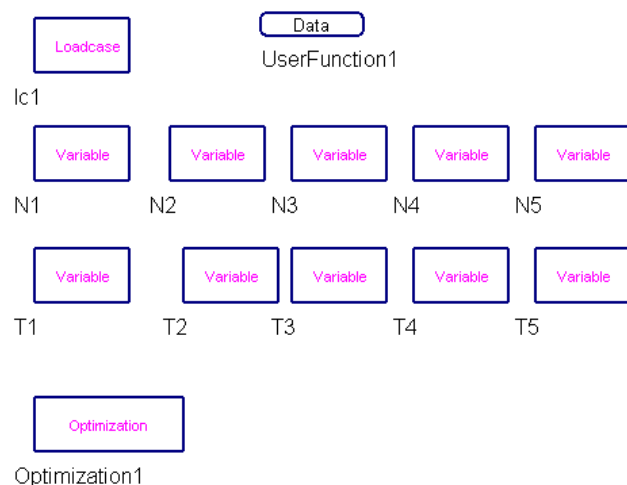 Loadcase
Data
UserFunction1
lc1
Variable Variable Variable Variable Variable
N1 N2 N3 N4 N5
Variable Variable Variable Variable Variable
T1 T2 T3 T4 T5
Optimization
Optimization1